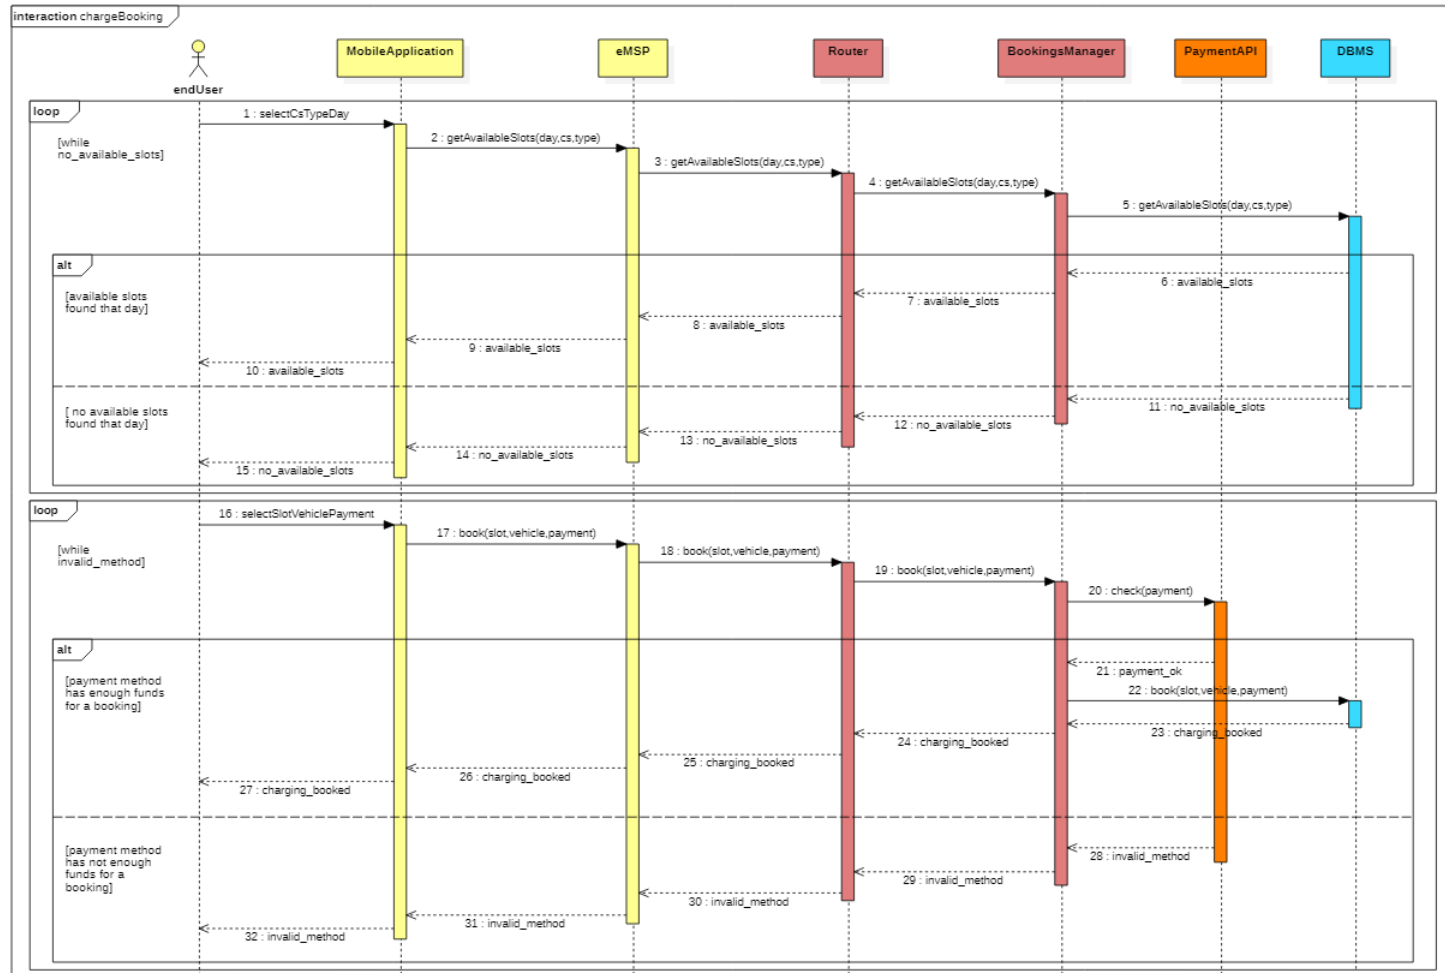 interaction chargeBooking
endUser
MobileApplication
eMSP
Router
BookingsManager
PaymentAPI
DBMS
loop
[while
no_available_slots]
1 : selectCsTypeDay
2 : getAvailableSlots(day,cs,type)
3 : getAvailableSlots(day,cs,type)
4 : getAvailableSlots(day,cs,type)
5 : getAvailableSlots(day,cs,type)
alt
[available slots
found that day]
6 : available_slots
7 : available_slots
8 : available_slots
9 : available_slots
10 : available_slots
[ no available slots
found that day]
11 : no_available_slots
12 : no_available_slots
13 : no_available_slots
14 : no_available_slots
15 : no_available_slots
loop
[while
invalid_method]
16 : selectSlotVehiclePayment
17 : book(slot,vehicle,payment)
18 : book(slot,vehicle,payment)
19 : book(slot,vehicle,payment)
20 : check(payment)
alt
[payment method
has enough funds
for a booking]
21 : payment_ok
22 : book(slot,vehicle,payment)
23 : charging_booked
24 : charging_booked
25 : charging_booked
26 : charging_booked
27 : charging_booked
[payment method
has not enough
funds for a
booking]
28 : invalid_method
29 : invalid_method
30 : invalid_method
31 : invalid_method
32 : invalid_method